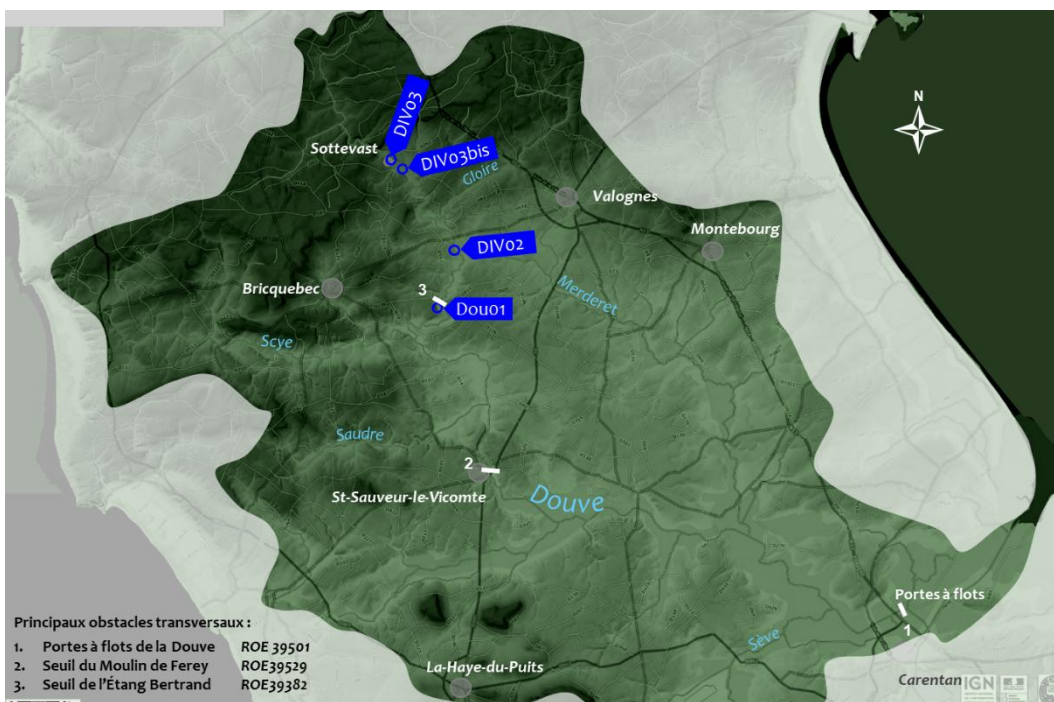 N
DIV03
Sottevast
DIV03bis
Gloire
Valognes
Montebourg
DIV02
Bricquebec
3
Dou01
Merderet
Scye
Saudre
2
St-Sauveur-le-Vicomte
Douve
Portes à flots
1
Sève
Principaux obstacles transversaux :
1. Portes à flots de la Douve ROE 39501
2. Seuil du Moulin de Ferey ROE39529
3. Seuil de l'Étang Bertrand ROE39382
La-Haye-du-Puits
Carentan
IGN